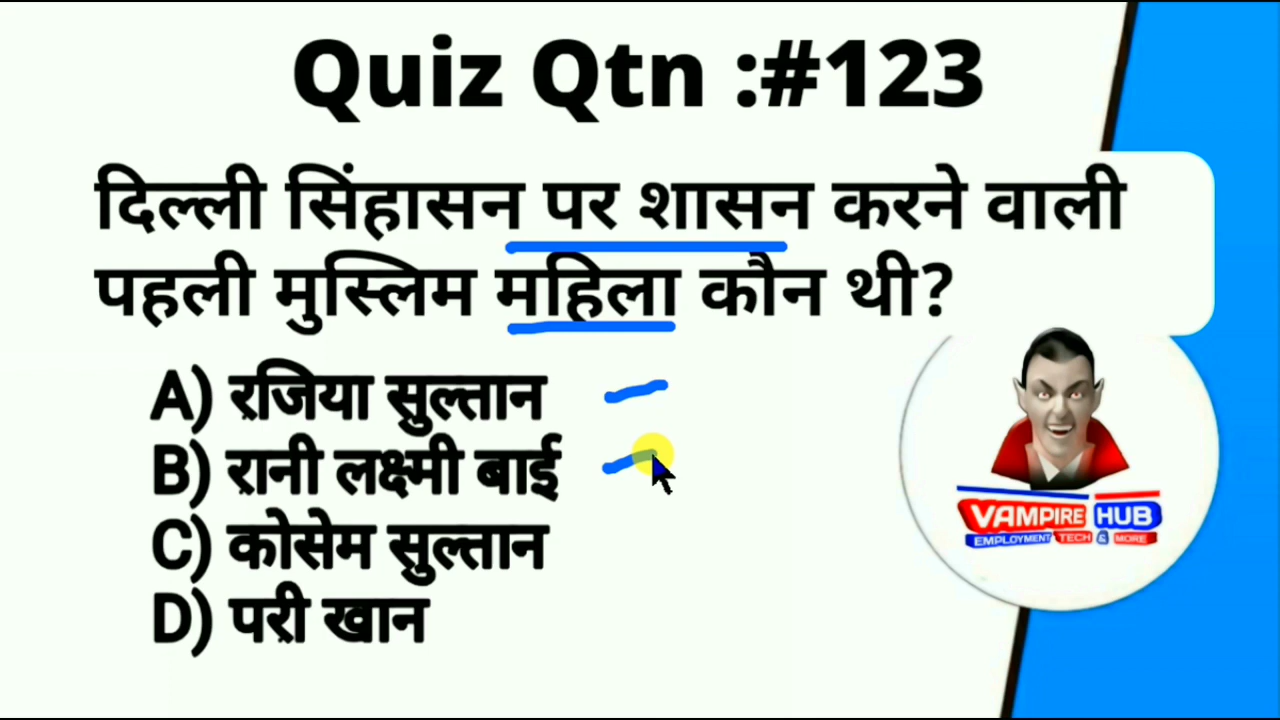 Quiz Qtn :#123
दिल्ली सिंहासन पर शासन करने वाली
पहली मुस्लिम महिला कौन थी?
A) रजिया सुल्तान
B) रानी लक्ष्मी बाई
C) कोसेम सुल्तान
D) परी खान
VAMPIRE HUB
EMPLOYMENT TECH & MORE